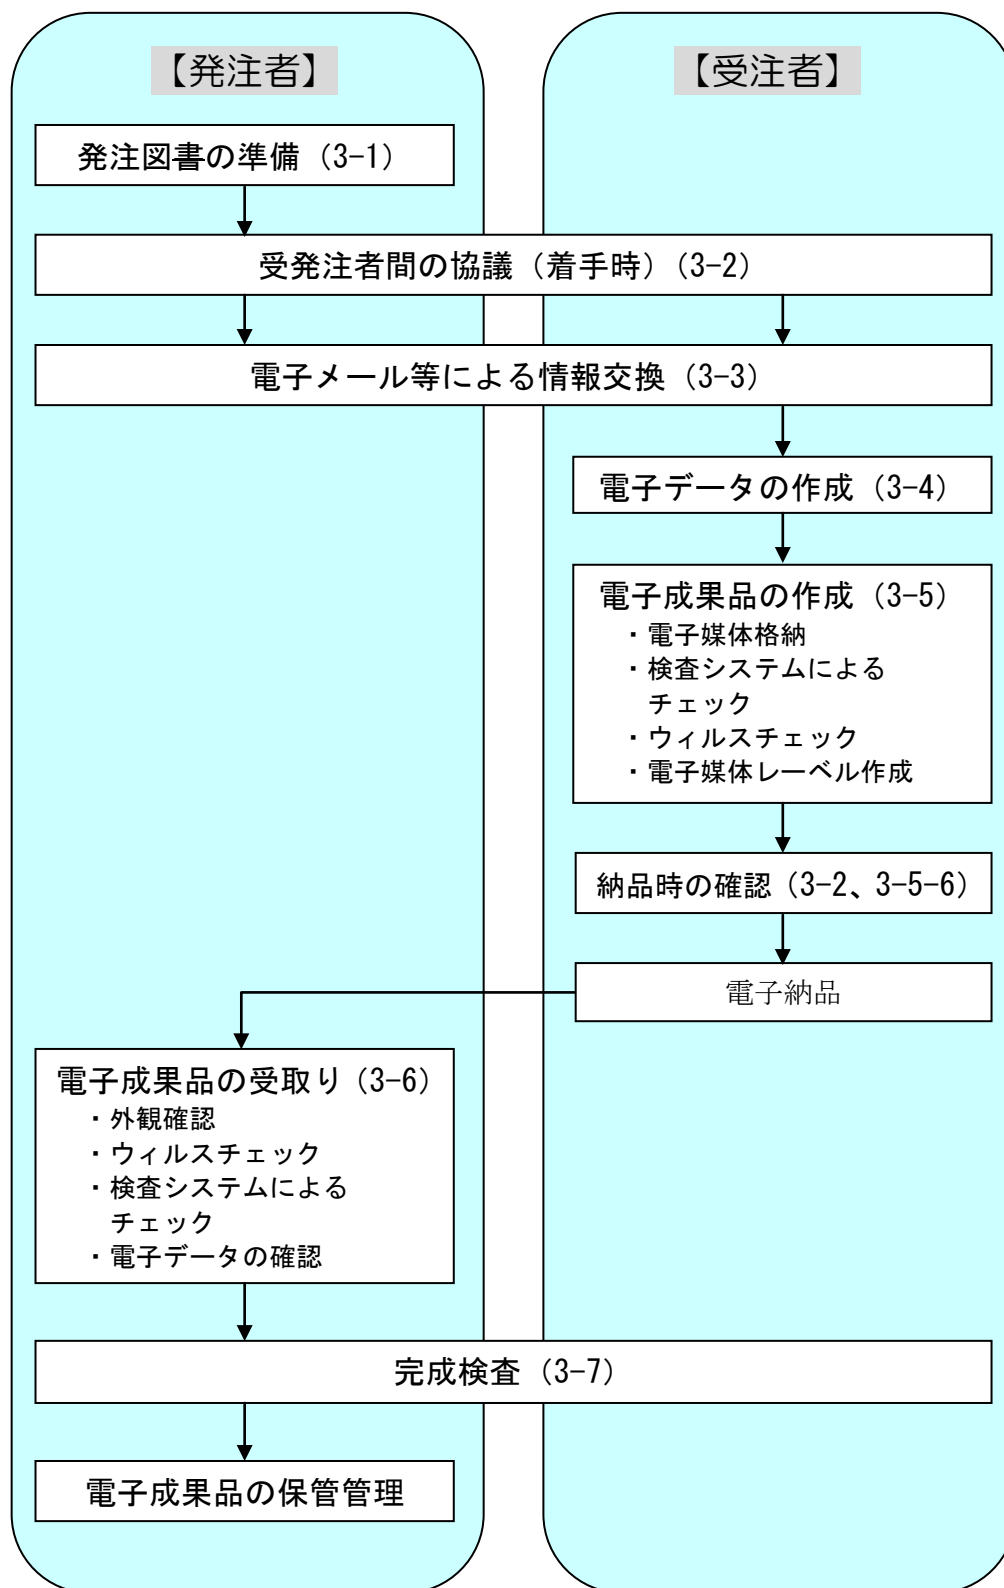 【発注者】
【受注者】
発注図書の準備（3-1）
受発注者間の協議（着手時）（3-2）
電子メール等による情報交換（3-3）
電子データの作成（3-4）
電子成果品の作成（3-5）
・電子媒体格納
・検査システムによる
チェック
・ウィルスチェック
・電子媒体レーベル作成
納品時の確認（3-2、3-5-6）
電子納品
電子成果品の受取り（3-6）
・外観確認
・ウィルスチェック
・検査システムによる
チェック
・電子データの確認
完成検査（3-7）
電子成果品の保管管理